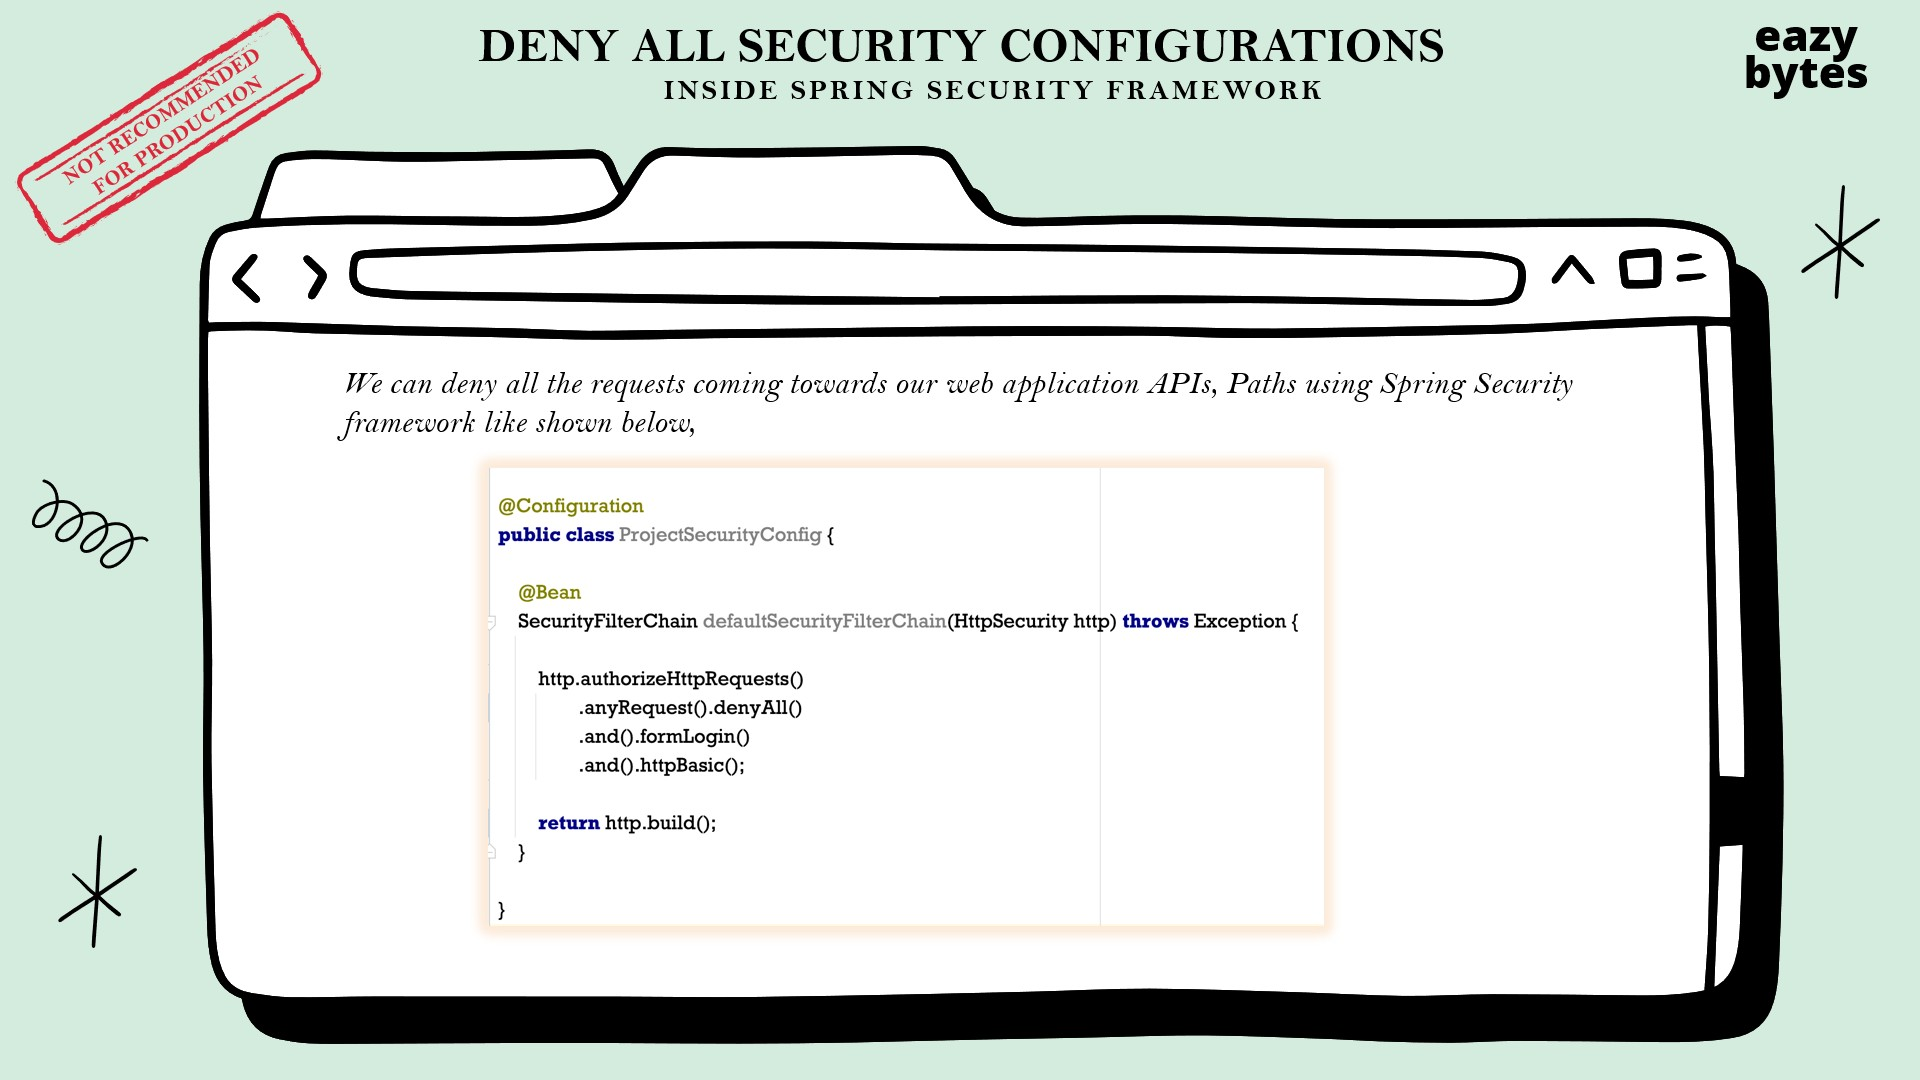 DENY ALL SECURITY CONFIGURATIONS
INSIDE SPRING SECURITY FRAMEWORK
eazy
bytes
NOT RECOMMENDED
FOR PRODUCTION
We can deny all the requests coming towards our web application APIs, Paths using Spring Security
framework like shown below,
@Configuration
public class ProjectSecurityConfig {
@Bean
SecurityFilterChain defaultSecurityFilterChain(HttpSecurity http) throws Exception {
http.authorizeHttpRequests()
.anyRequest().denyAll()
.and().formLogin()
.and().httpBasic();
return http.build();
}
}